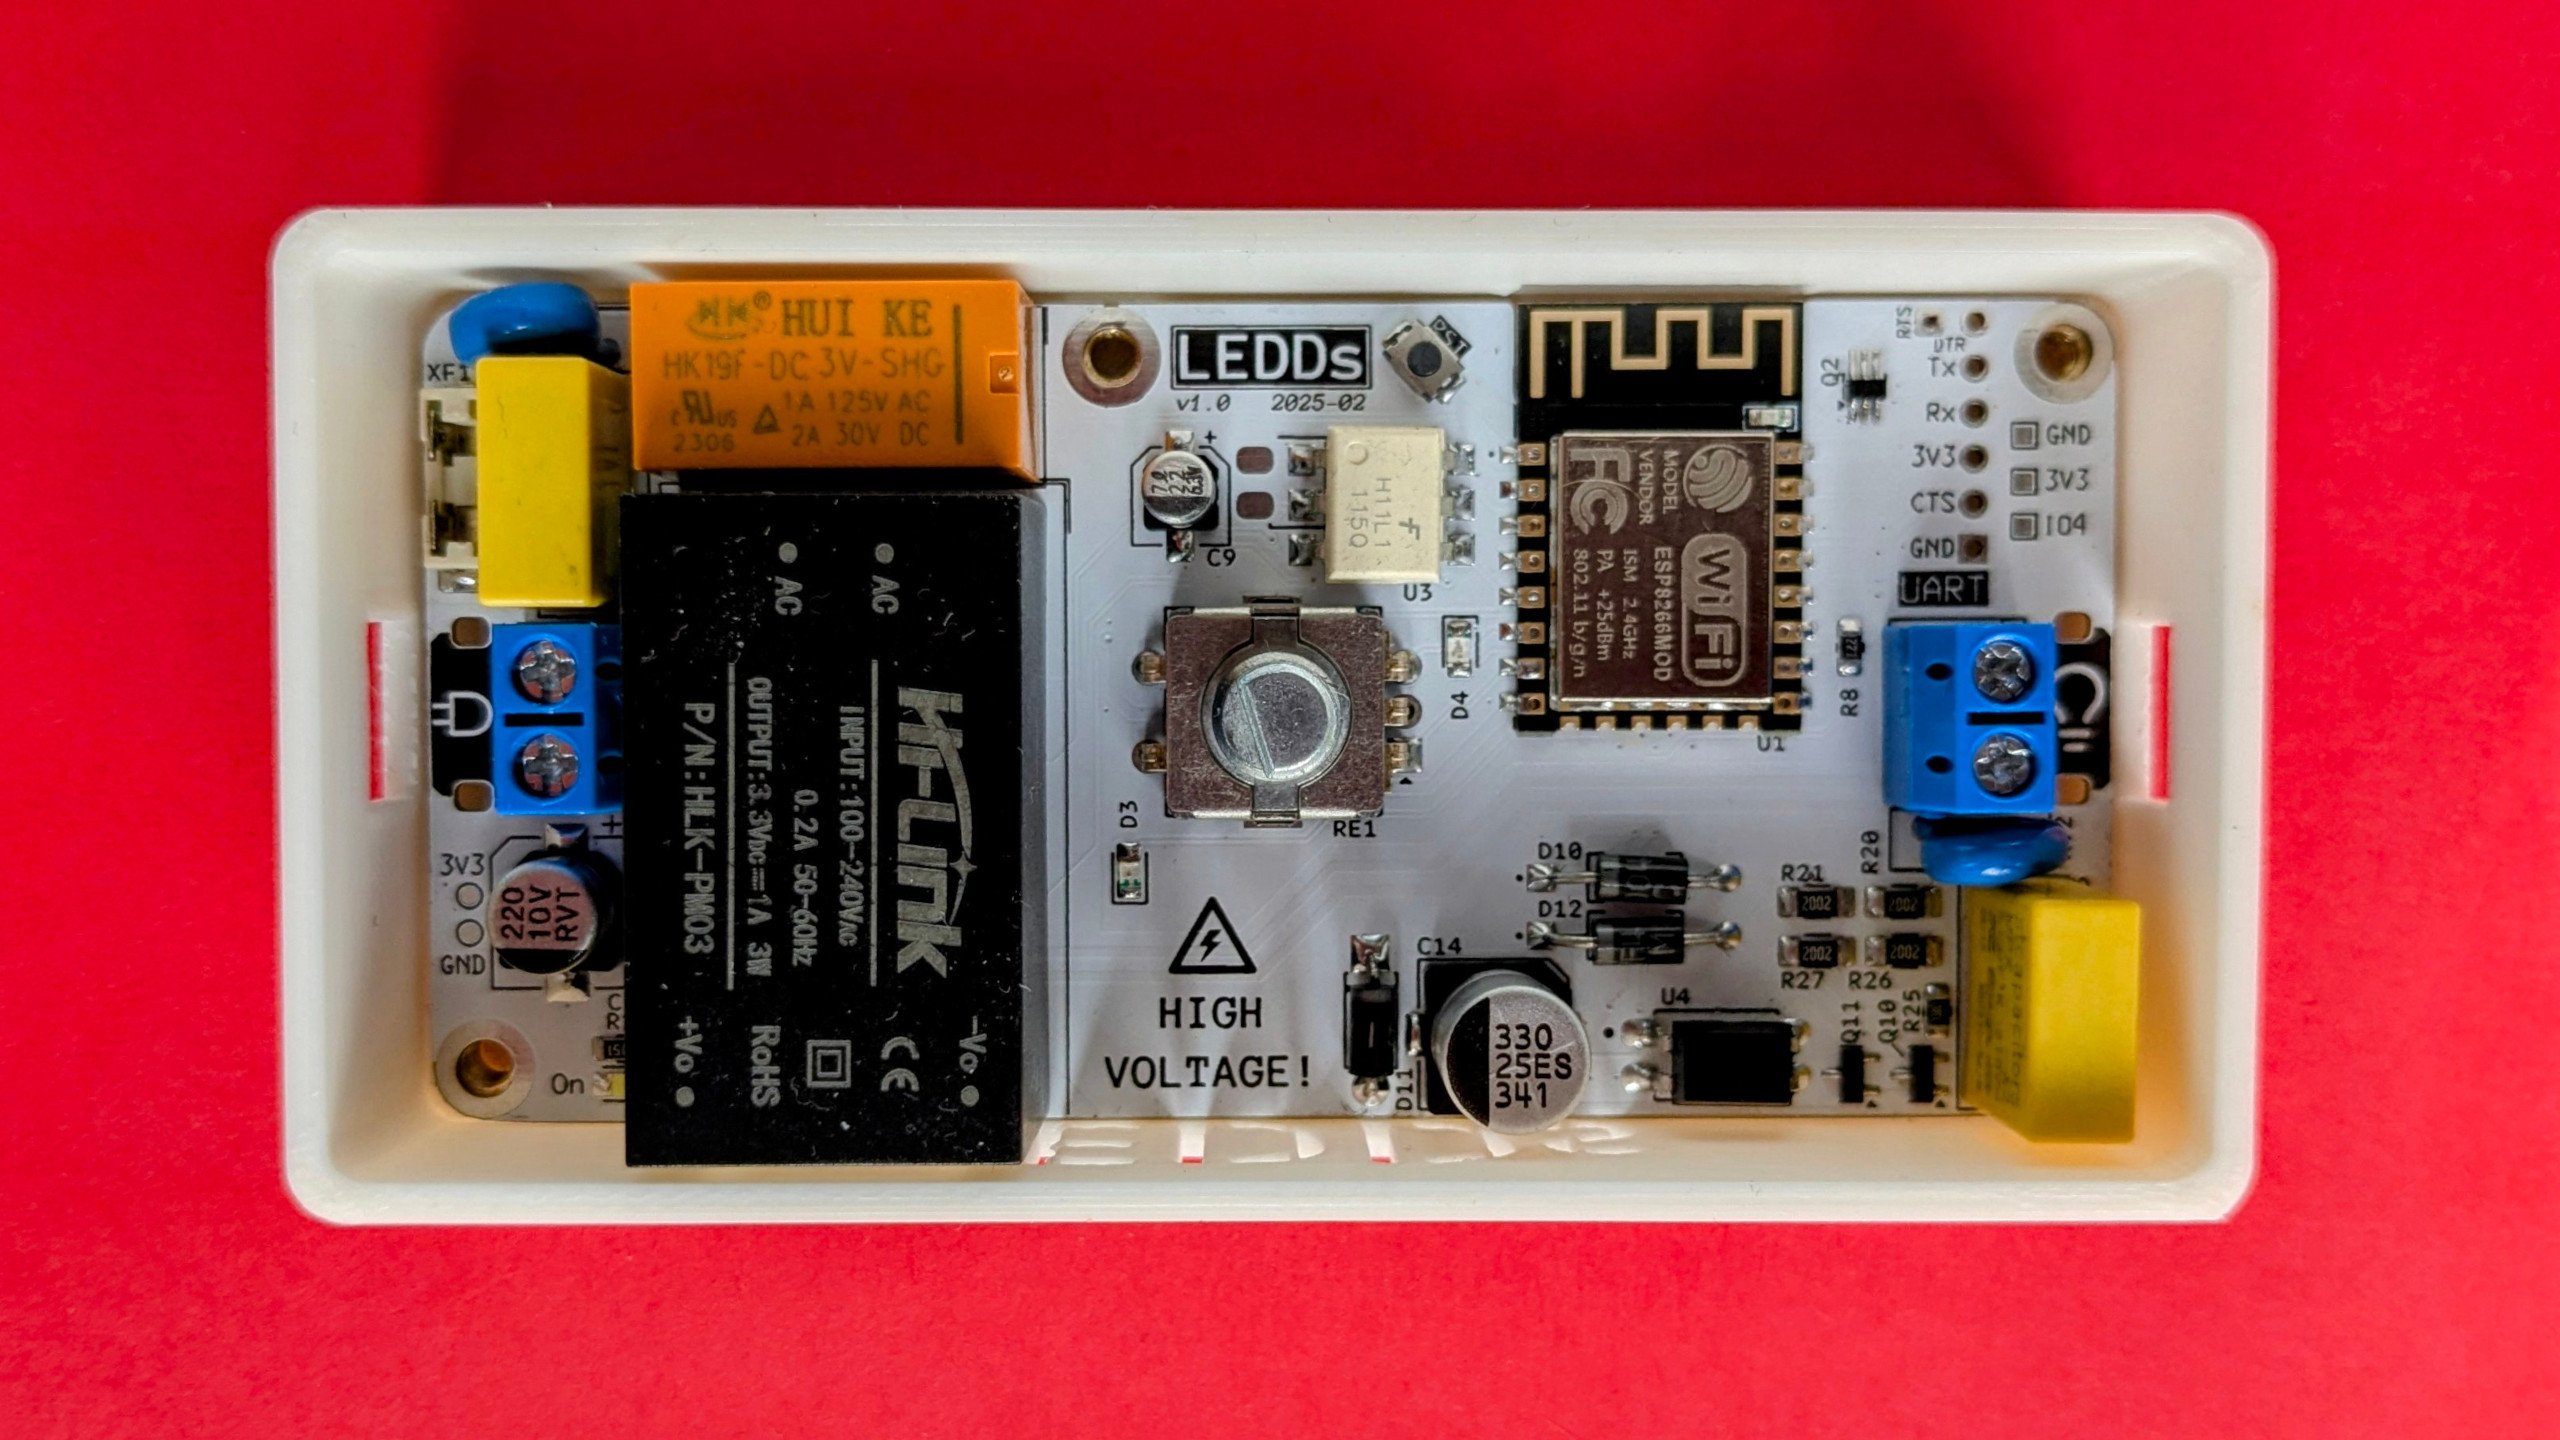 HUI KE
HK19F-DC 3V-SHG
1A 125V AC
2A 30V DC
c RU us
2306
XF1
LEDDs
v1.0 2025-02
RST
C9
H11L1
115Q
U3
MODEL
VENDOR
ESP8266MOD
ISM 2.4GHz
PA +25dBm
802.11 b/g/n
FC
WiFi
U1
Q2
RTS
DTR
Tx
Rx
3V3
CTS
GND
UART
GND
3V3
IO4
AC
AC
Hi-Link
INPUT:100-240Vac
0.2A 50-60Hz
OUTPUT:3.3Vdc⎓1A 3W
P/N:HLK-PM03
-Vo
CE
RoHS
+Vo
3V3
GND
220
10V
RVT
On
RE1
D3
D4
R8
HIGH
VOLTAGE!
D10
D12
D11
C14
330
25ES
341
U4
R21
R20
2002
2002
2002
2002
R27
R26
Q11
Q10
R25